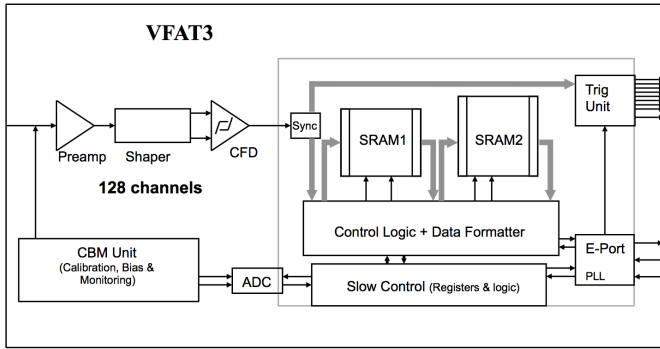 VFAT3
Trig
Unit
Sync
SRAM1
SRAM2
Preamp
Shaper
CFD
128 channels
Control Logic + Data Formatter
E-Port
PLL
CBM Unit
(Calibration, Bias &
Monitoring)
ADC
Slow Control (Registers & logic)